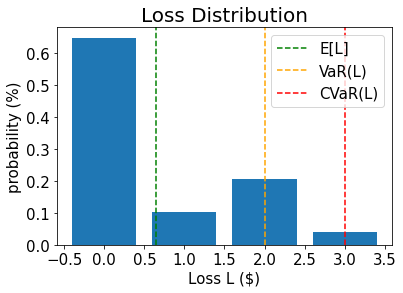 Loss Distribution
E[L]
VaR(L)
CVaR(L)
probability (%)
0.6
0.5
0.4
0.3
0.2
0.1
0.0
−0.5 0.0 0.5 1.0 1.5 2.0 2.5 3.0 3.5
Loss L ($)